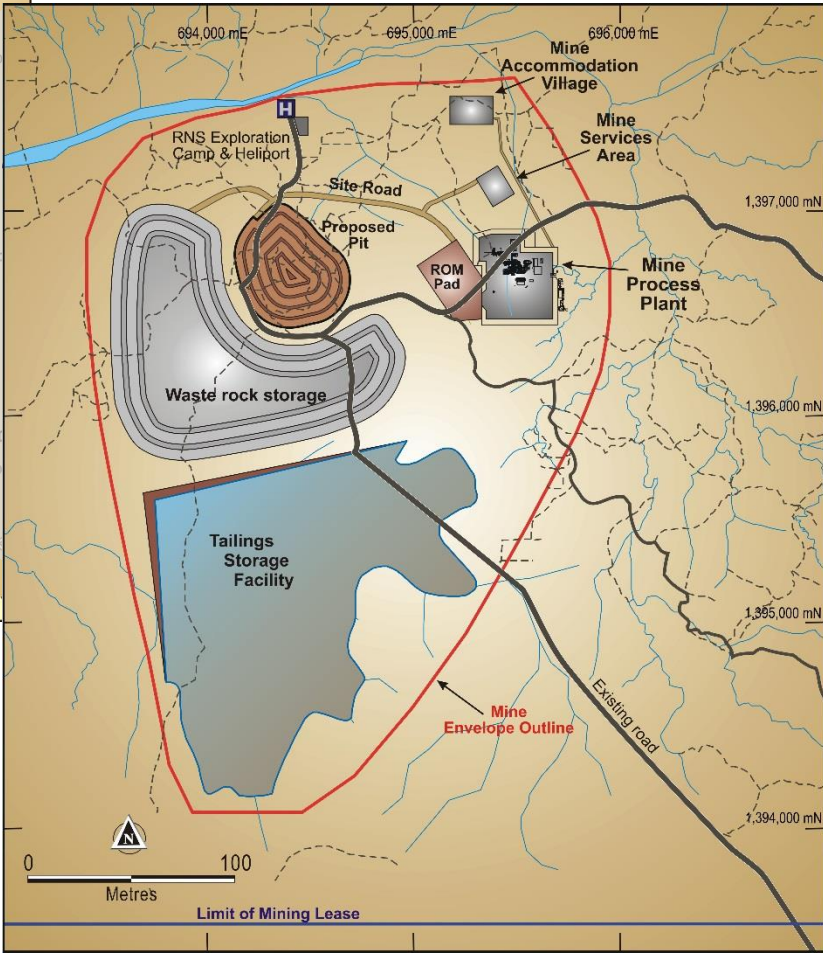 694,000 mE
695,000 mE
696,000 mE
Mine
Accommodation
Village
H
RNS Exploration
Camp & Heliport
Mine
Services
Area
Site Road
1,397,000 mN
Proposed
Pit
ROM
Pad
Mine
Process
Plant
Waste rock storage
1,396,000 mN
Tailings
Storage
Facility
1,395,000 mN
Existing road
Mine
Envelope Outline
1,394,000 mN
N
0 100
Metres
Limit of Mining Lease